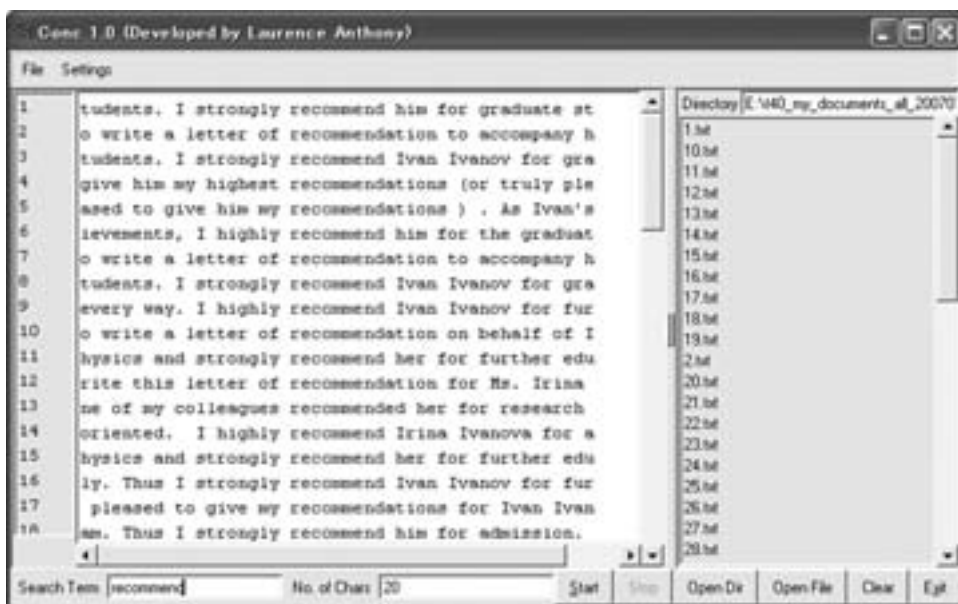 Conc 1.0 (Developed by Laurence Anthony)
File Settings
1 tudents. I strongly recommend him for graduate st
2 o write a letter of recommendation to accompany h
3 tudents. I strongly recommend Ivan Ivanov for gra
4 give him my highest recommendations (or truly ple
5 ased to give him my recommendations ) . As Ivan's
6 ievements, I highly recommend him for the graduat
7 o write a letter of recommendation to accompany h
8 tudents. I strongly recommend Ivan Ivanov for gra
9 every way. I highly recommend Ivan Ivanov for fur
10 o write a letter of recommendation on behalf of I
11 hysics and strongly recommend her for further edu
12 rite this letter of recommendation for Ms. Irina
13 ne of my colleagues recommended her for research
14 oriented. I highly recommend Irina Ivanova for a
15 hysics and strongly recommend her for further edu
16 ly. Thus I strongly recommend Ivan Ivanov for fur
17 pleased to give my recommendations for Ivan Ivan
18 am. Thus I strongly recommend him for admission.
Directory E:\t40_my_documents_all_20070
1.txt
10.txt
11.txt
12.txt
13.txt
14.txt
15.txt
16.txt
17.txt
18.txt
19.txt
2.txt
20.txt
21.txt
22.txt
23.txt
24.txt
25.txt
26.txt
27.txt
28.txt
Search Term recommend No. of Chars 20 Start Stop Open Dir Open File Clear Exit